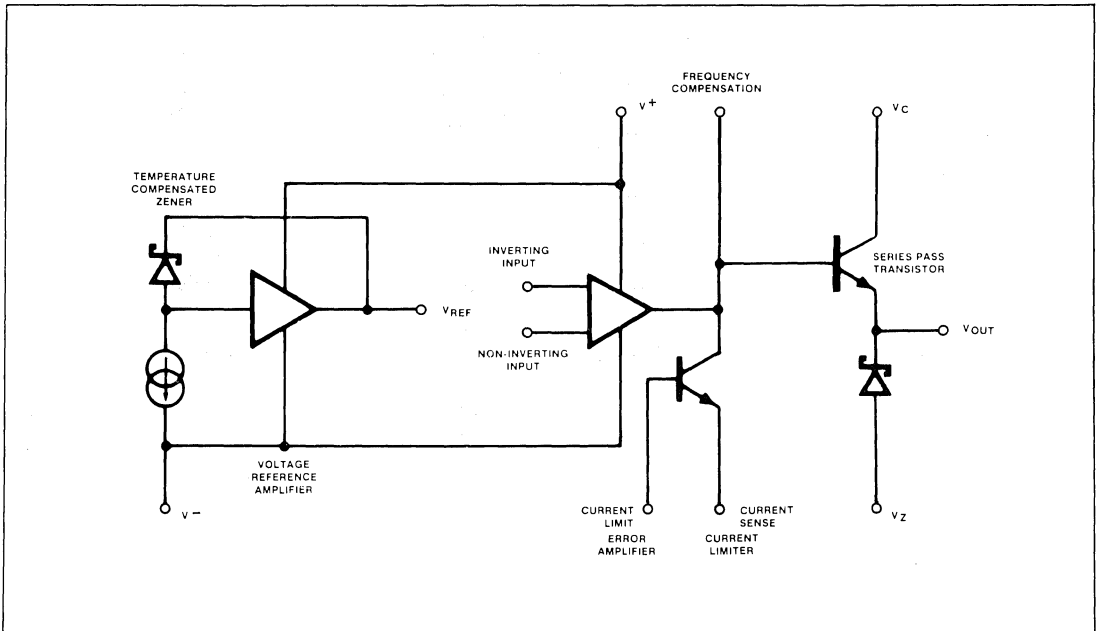 FREQUENCY
COMPENSATION
V+
VC
TEMPERATURE
COMPENSATED
ZENER
INVERTING
INPUT
SERIES PASS
TRANSISTOR
VREF
VOUT
NON-INVERTING
INPUT
VOLTAGE
REFERENCE
AMPLIFIER
V−
CURRENT
LIMIT
ERROR
AMPLIFIER
CURRENT
SENSE
CURRENT
LIMITER
VZ